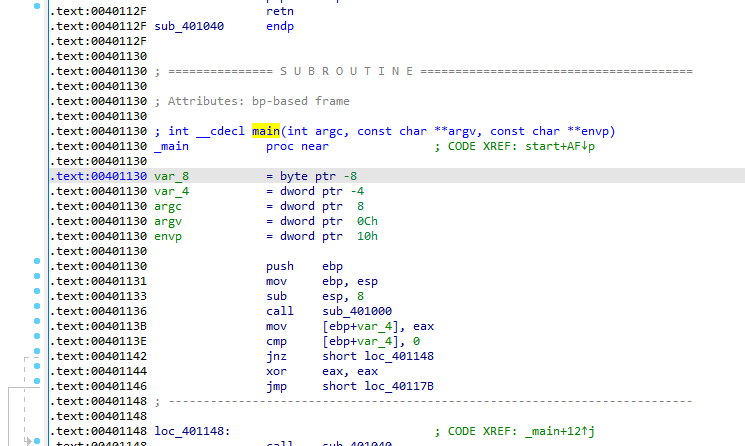 .text:0040112F retn
.text:0040112F sub_401040 endp
.text:0040112F
.text:00401130
.text:00401130 ; =============== S U B R O U T I N E =======================================
.text:00401130
.text:00401130 ; Attributes: bp-based frame
.text:00401130
.text:00401130 ; int __cdecl main(int argc, const char **argv, const char **envp)
.text:00401130 _main proc near ; CODE XREF: start+AF↓p
.text:00401130
.text:00401130 var_8 = byte ptr -8
.text:00401130 var_4 = dword ptr -4
.text:00401130 argc = dword ptr 8
.text:00401130 argv = dword ptr 0Ch
.text:00401130 envp = dword ptr 10h
.text:00401130
.text:00401130 push ebp
.text:00401131 mov ebp, esp
.text:00401133 sub esp, 8
.text:00401136 call sub_401000
.text:0040113B mov [ebp+var_4], eax
.text:0040113E cmp [ebp+var_4], 0
.text:00401142 jnz short loc_401148
.text:00401144 xor eax, eax
.text:00401146 jmp short loc_40117B
.text:00401148 ; ---------------------------------------------------------------------------
.text:00401148
.text:00401148 loc_401148: ; CODE XREF: _main+12↑j
.text:00401148 call sub_401040